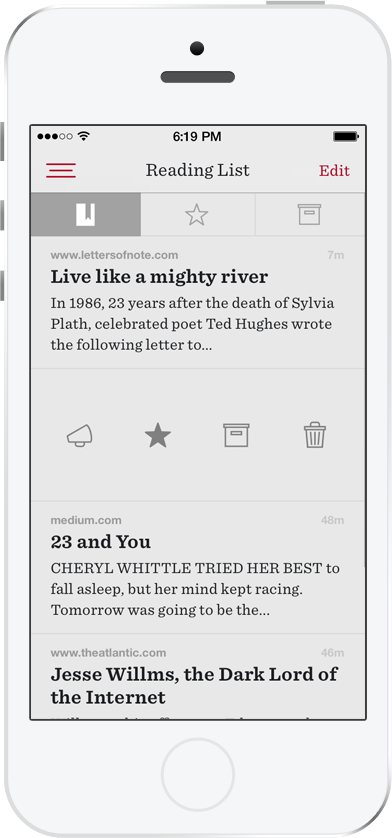 6:19 PM
Reading List
Edit
www.lettersofnote.com 7m
Live like a mighty river
In 1986, 23 years after the death of Sylvia
Plath, celebrated poet Ted Hughes wrote
the following letter to...
medium.com 48m
23 and You
CHERYL WHITTLE TRIED HER BEST to
fall asleep, but her mind kept racing.
Tomorrow was going to be the...
www.theatlantic.com 46m
Jesse Willms, the Dark Lord of
the Internet